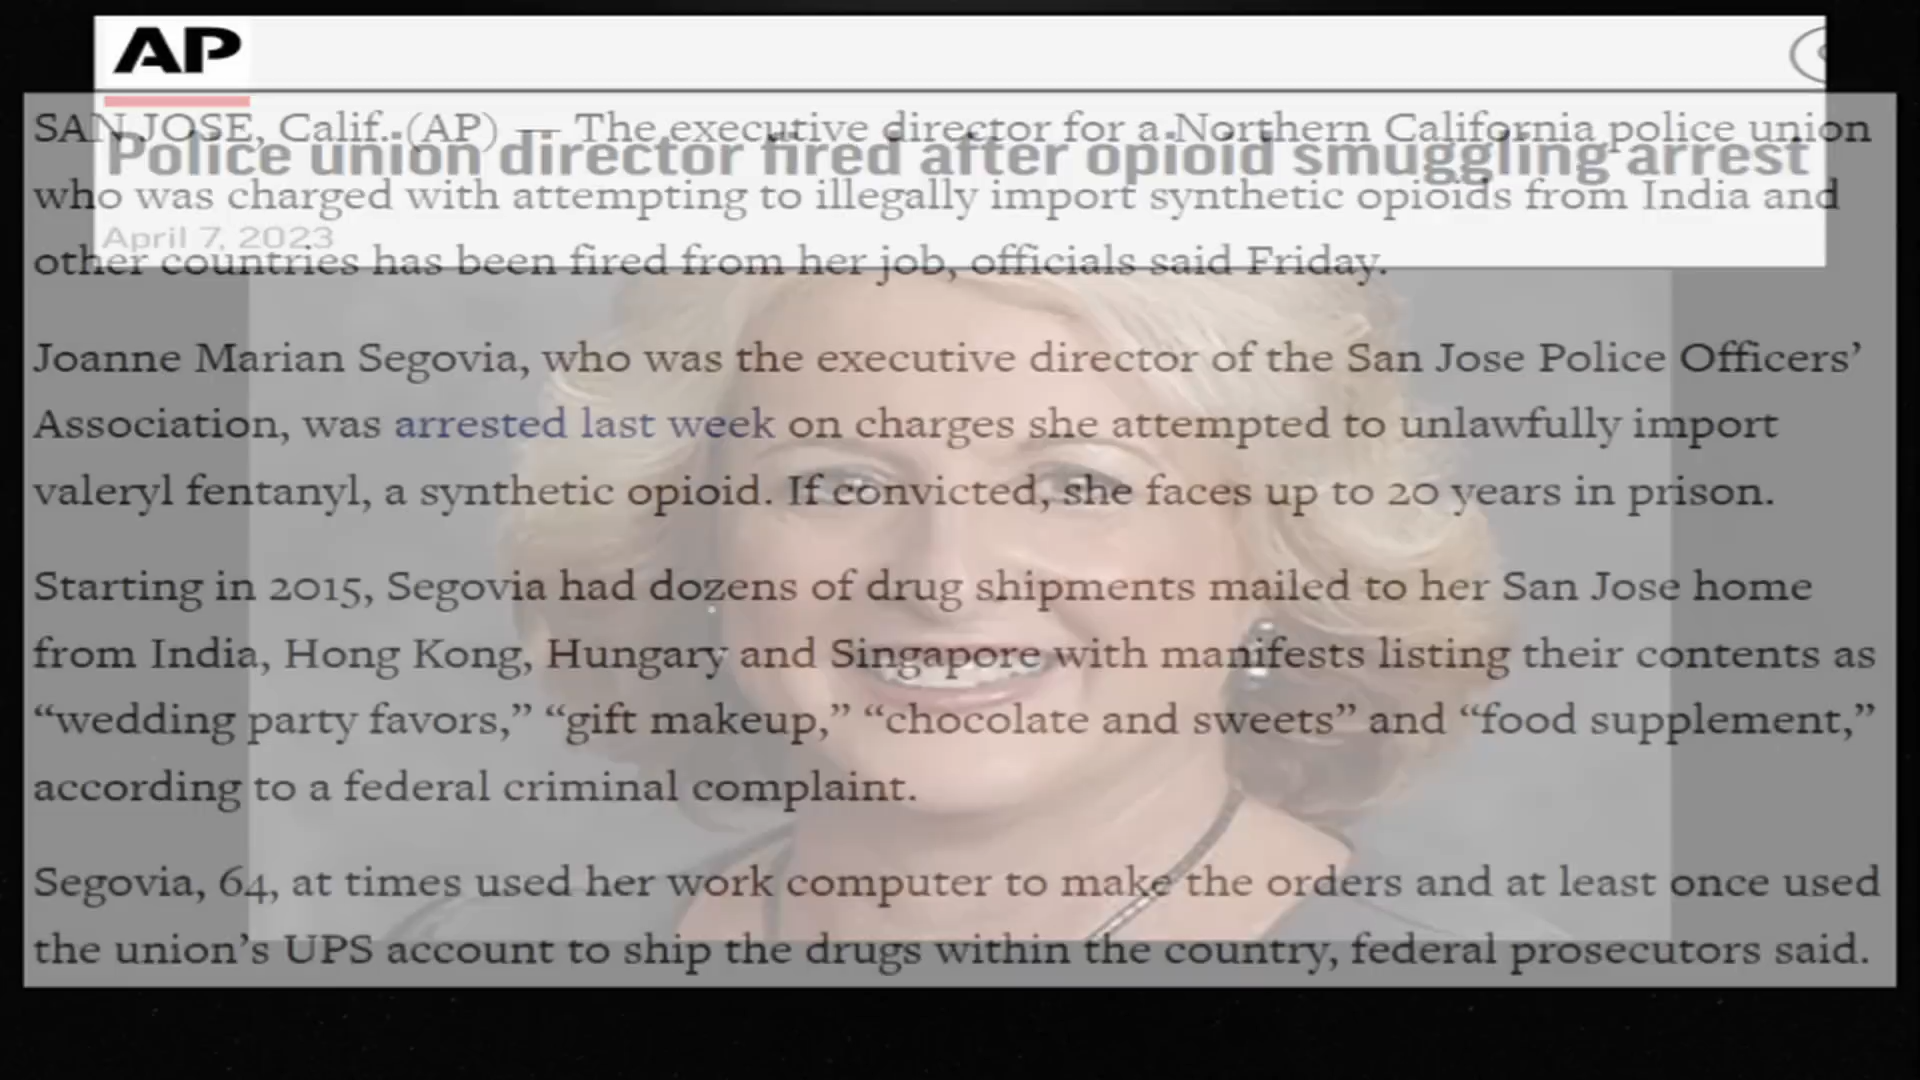 AP
Police union director fired after opioid smuggling arrest
April 7, 2023
SAN JOSE, Calif. (AP) — The executive director for a Northern California police union
who was charged with attempting to illegally import synthetic opioids from India and
other countries has been fired from her job, officials said Friday.
Joanne Marian Segovia, who was the executive director of the San Jose Police Officers’
Association, was arrested last week on charges she attempted to unlawfully import
valeryl fentanyl, a synthetic opioid. If convicted, she faces up to 20 years in prison.
Starting in 2015, Segovia had dozens of drug shipments mailed to her San Jose home
from India, Hong Kong, Hungary and Singapore with manifests listing their contents as
“wedding party favors,” “gift makeup,” “chocolate and sweets” and “food supplement,”
according to a federal criminal complaint.
Segovia, 64, at times used her work computer to make the orders and at least once used
the union’s UPS account to ship the drugs within the country, federal prosecutors said.